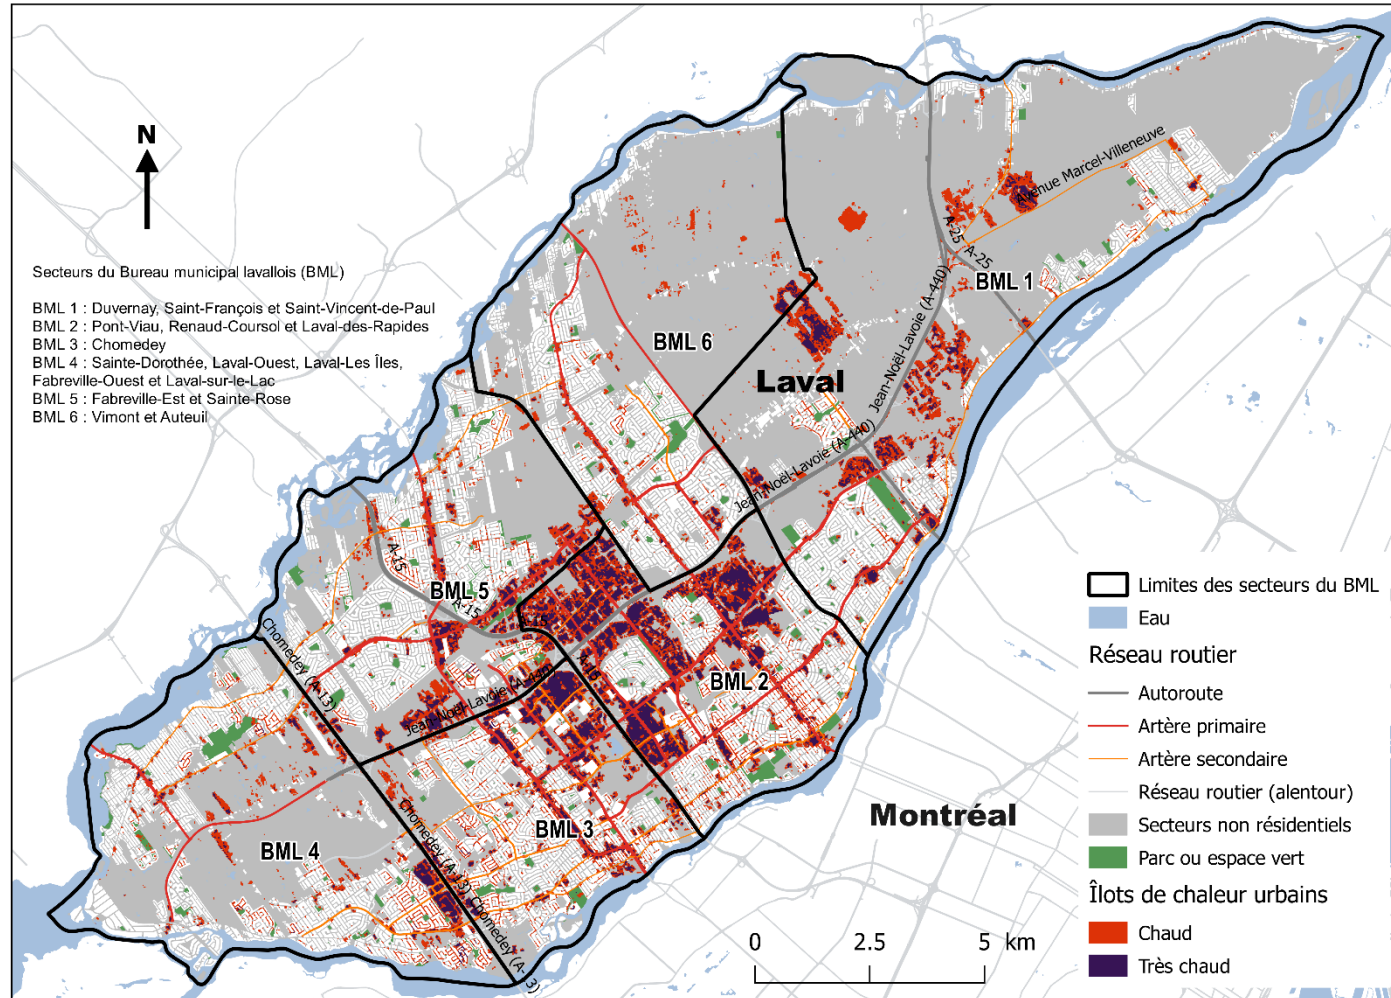 N
Secteurs du Bureau municipal lavallois (BML)
BML 1 : Duvernay, Saint-François et Saint-Vincent-de-Paul
BML 2 : Pont-Viau, Renaud-Coursol et Laval-des-Rapides
BML 3 : Chomedey
BML 4 : Sainte-Dorothée, Laval-Ouest, Laval-Les Îles,
Fabreville-Ouest et Laval-sur-le-Lac
BML 5 : Fabreville-Est et Sainte-Rose
BML 6 : Vimont et Auteuil
Avenue Marcel-Villeneuve
A-25
A-25
BML 1
Jean-Noël-Lavoie (A-440)
BML 6
Laval
Jean-Noël-Lavoie (A-440)
A-15
BML 5
A-15
A-15
Chomedey (A-13)
Jean-Noël-Lavoie (A-440)
BML 2
Chomedey (A-13)
BML 3
BML 4
Chomedey (A-13)
Montréal
0 2.5 5 km
Limites des secteurs du BML
Eau
Réseau routier
Autoroute
Artère primaire
Artère secondaire
Réseau routier (alentour)
Secteurs non résidentiels
Parc ou espace vert
Îlots de chaleur urbains
Chaud
Très chaud